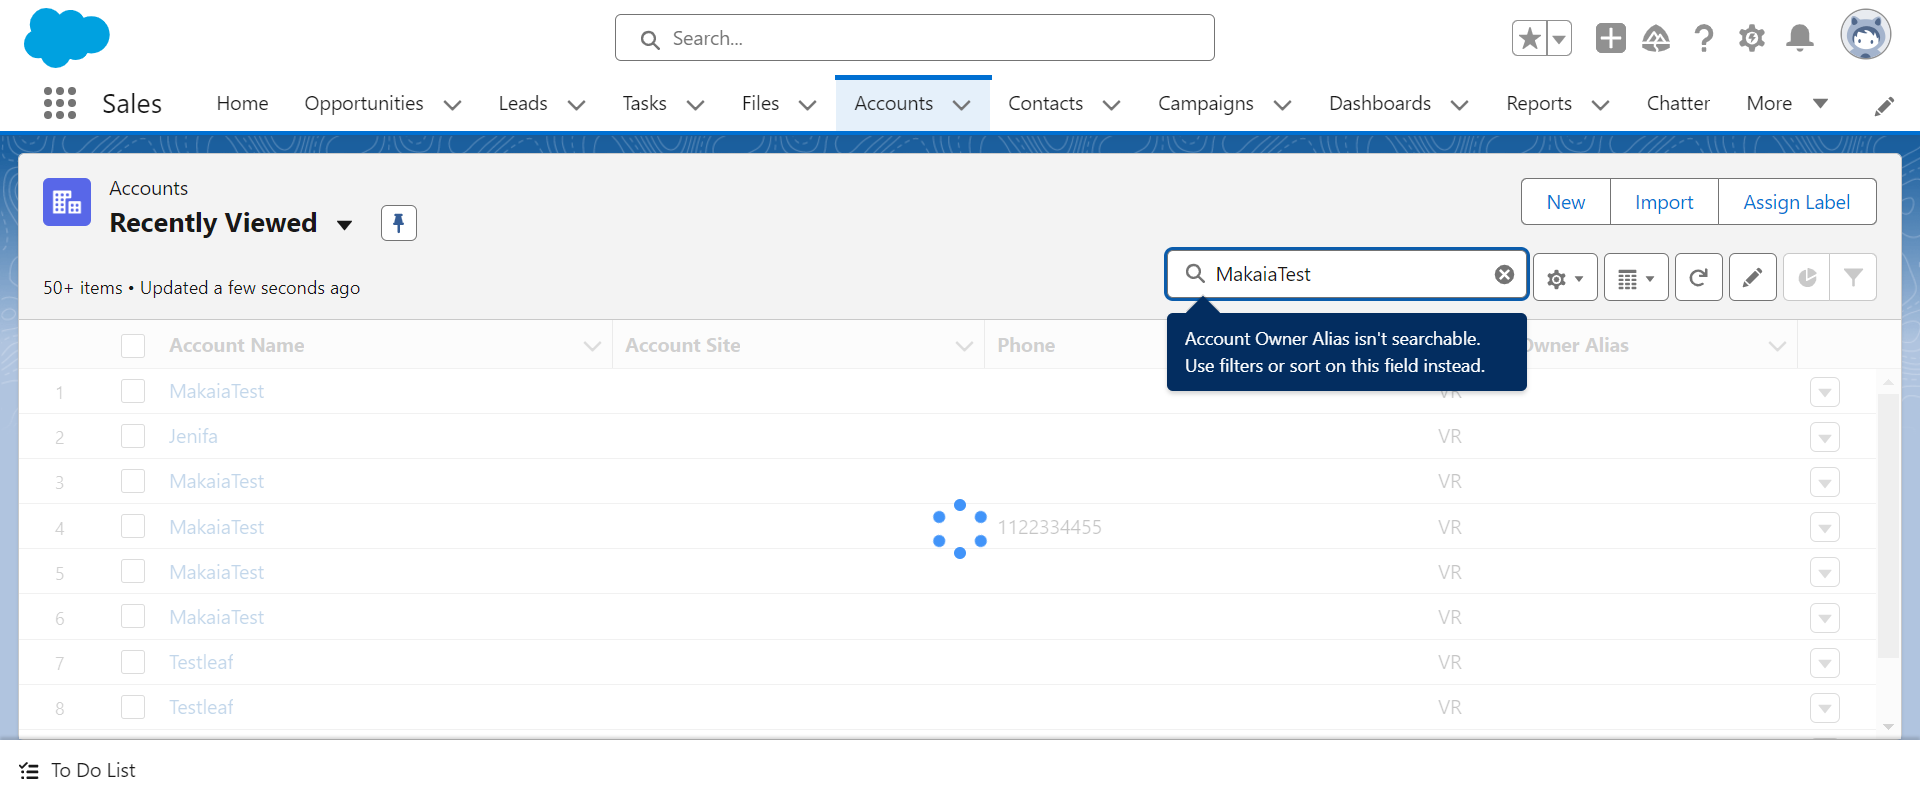 Search...
Sales
Home
Opportunities
Leads
Tasks
Files
Accounts
Contacts
Campaigns
Dashboards
Reports
Chatter
More
Accounts
Recently Viewed
New
Import
Assign Label
50+ items • Updated a few seconds ago
MakaiaTest
Account Owner Alias isn't searchable.
Use filters or sort on this field instead.
Account Name
Account Site
Phone
Owner Alias
1 MakaiaTest VR
2 Jenifa VR
3 MakaiaTest VR
4 MakaiaTest 1122334455 VR
5 MakaiaTest VR
6 MakaiaTest VR
7 Testleaf VR
8 Testleaf VR
To Do List